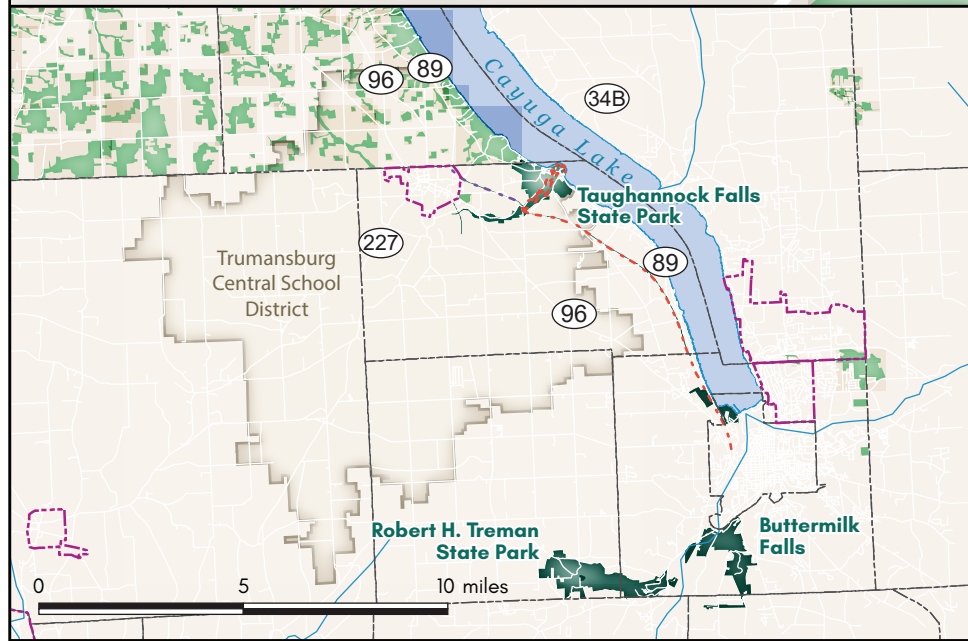 96
89
Cayuga Lake
34B
Taughannock Falls
State Park
227
Trumansburg
Central School
District
89
96
Robert H. Treman
State Park
Buttermilk
Falls
0 5 10 miles